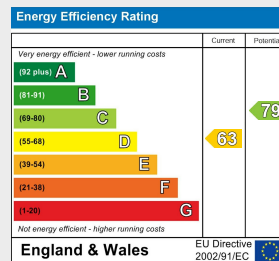 Energy Efficiency Rating
Current
Very energy efficient - lower running costs
(92 plus) A
(81-91) B
(69-80) C
79
(55-68) D
63
(39-54) E
(21-38) F
(1-20) G
Not energy efficient - higher running costs
England & Wales
EU Directive
2002/91/EC